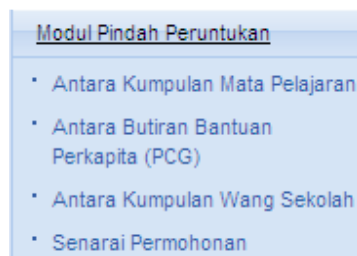 Modul Pindah Peruntukan
Antara Kumpulan Mata Pelajaran
Antara Butiran Bantuan
Perkapita (PCG)
Antara Kumpulan Wang Sekolah
Senarai Permohonan